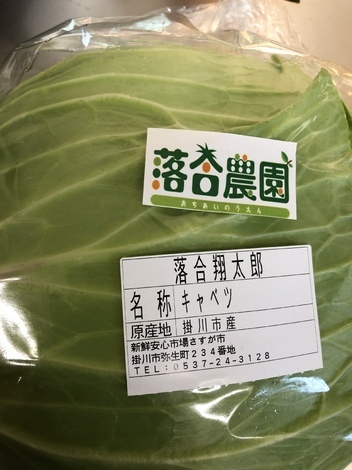 落合農園
おちあいのうえん
落合翔太郎
名称 キャベツ
原産地 掛川市産
新鮮安心市場さすが市
掛川市弥生町234番地
TEL:0537-24-3128